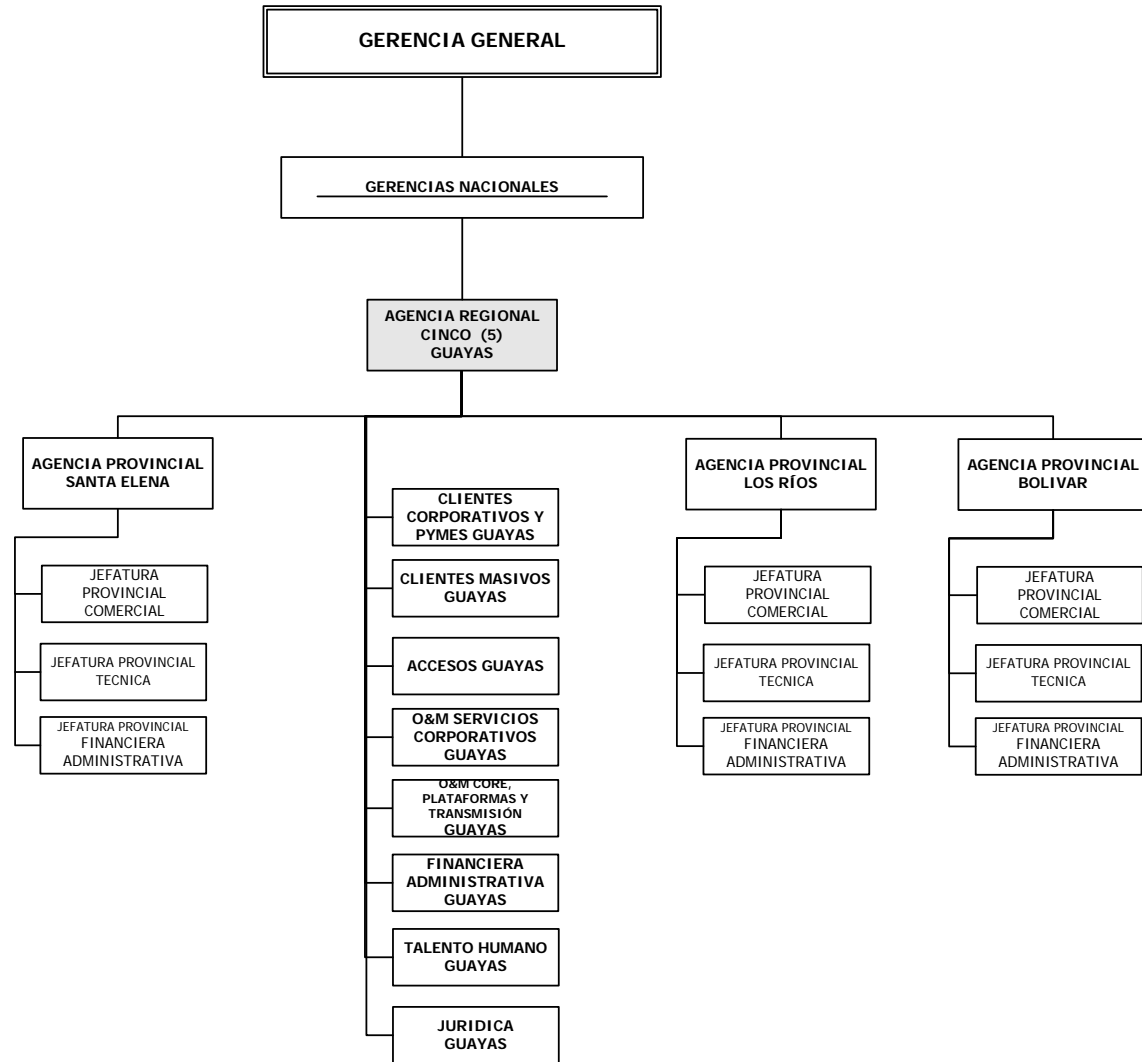 GERENCIA GENERAL
GERENCIAS NACIONALES
AGENCIA REGIONAL
CINCO (5)
GUAYAS
AGENCIA PROVINCIAL
SANTA ELENA
JEFATURA
PROVINCIAL
COMERCIAL
JEFATURA PROVINCIAL
TECNICA
JEFATURA PROVINCIAL
FINANCIERA
ADMINISTRATIVA
CLIENTES
CORPORATIVOS Y
PYMES GUAYAS
CLIENTES MASIVOS
GUAYAS
ACCESOS GUAYAS
O&M SERVICIOS
CORPORATIVOS
GUAYAS
O&M CORE,
PLATAFORMAS Y
TRANSMISIÓN
GUAYAS
FINANCIERA
ADMINISTRATIVA
GUAYAS
TALENTO HUMANO
GUAYAS
JURIDICA
GUAYAS
AGENCIA PROVINCIAL
LOS RÍOS
JEFATURA
PROVINCIAL
COMERCIAL
JEFATURA PROVINCIAL
TECNICA
JEFATURA PROVINCIAL
FINANCIERA
ADMINISTRATIVA
AGENCIA PROVINCIAL
BOLIVAR
JEFATURA
PROVINCIAL
COMERCIAL
JEFATURA PROVINCIAL
TECNICA
JEFATURA PROVINCIAL
FINANCIERA
ADMINISTRATIVA